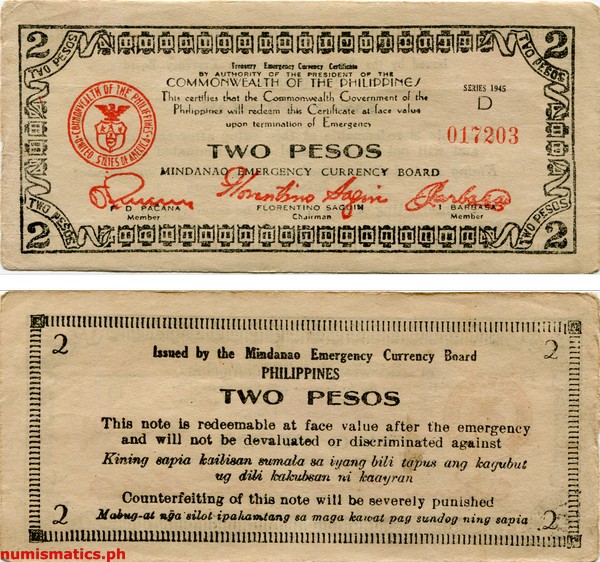 2 2
TWO PESOS TWO PESOS
Treasury Emergency Currency Certificate
BY AUTHORITY OF THE PRESIDENT OF THE
COMMONWEALTH OF THE PHILIPPINES
This certifies that the Commonwealth Government of the
Philippines will redeem this Certificate at face value
upon termination of Emergency
SERIES 1945
D
COMMONWEALTH OF THE PHILIPPINES
UNITED STATES OF AMERICA
017203
TWO PESOS
MINDANAO EMERGENCY CURRENCY BOARD
Florentino Saguin
D PACANA FLORENTINO SAGUIN I BARBASA
Member Chairman Member
TWO PESOS TWO PESOS
2 2
2 2
Issued by the Mindanao Emergency Currency Board
PHILIPPINES
TWO PESOS
This note is redeemable at face value after the emergency
and will not be devaluated or discriminated against
Kining sapia kailisan sumala sa iyang bili tapus ang kagubut
ug dili kakubsan ni kaayran
Counterfeiting of this note will be severely punished
Mabug-at nga silot ipahamtang sa maga kawat pag sundog ning sapia
2 2
numismatics.ph